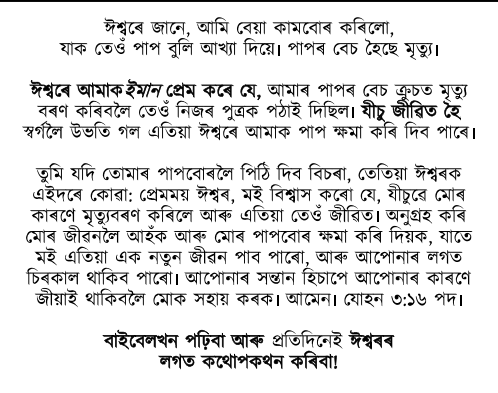 ঈশ্বৰে জানে, আমি বেয়া কামবোৰ কৰিলো,
যাক তেওঁ পাপ বুলি আখ্যা দিয়ে। পাপৰ বেচ হৈছে মৃত্যু।
ঈশ্বৰে আমাক ইমান প্ৰেম কৰে যে, আমাৰ পাপৰ বেচ ক্ৰুচত মৃত্যু
বৰণ কৰিবলৈ তেওঁ নিজৰ পুত্ৰক পঠাই দিছিল। যীচু জীৱিত হৈ
স্বৰ্গলৈ উভতি গল এতিয়া ঈশ্বৰে আমাক পাপ ক্ষমা কৰি দিব পাৰে।
তুমি যদি তোমাৰ পাপবোৰলৈ পিঠি দিব বিচৰা, তেতিয়া ঈশ্বৰক
এইদৰে কোৱা: প্ৰেমময় ঈশ্বৰ, মই বিশ্বাস কৰো যে, যীচুৱে মোৰ
কাৰণে মৃত্যুবৰণ কৰিলে আৰু এতিয়া তেওঁ জীৱিত। অনুগ্ৰহ কৰি
মোৰ জীৱনলৈ আহঁক আৰু মোৰ পাপবোৰ ক্ষমা কৰি দিয়ক, যাতে
মই এতিয়া এক নতুন জীৱন পাব পাৰো, আৰু আপোনাৰ লগত
চিৰকাল থাকিব পাৰো। আপোনাৰ সন্তান হিচাপে আপোনাৰ কাৰণে
জীয়াই থাকিবলৈ মোক সহায় কৰক। আমেন। যোহন ৩:১৬ পদ।
বাইবেলখন পঢ়িবা আৰু প্ৰতিদিনেই ঈশ্বৰৰ
লগত কথোপকথন কৰিবা!